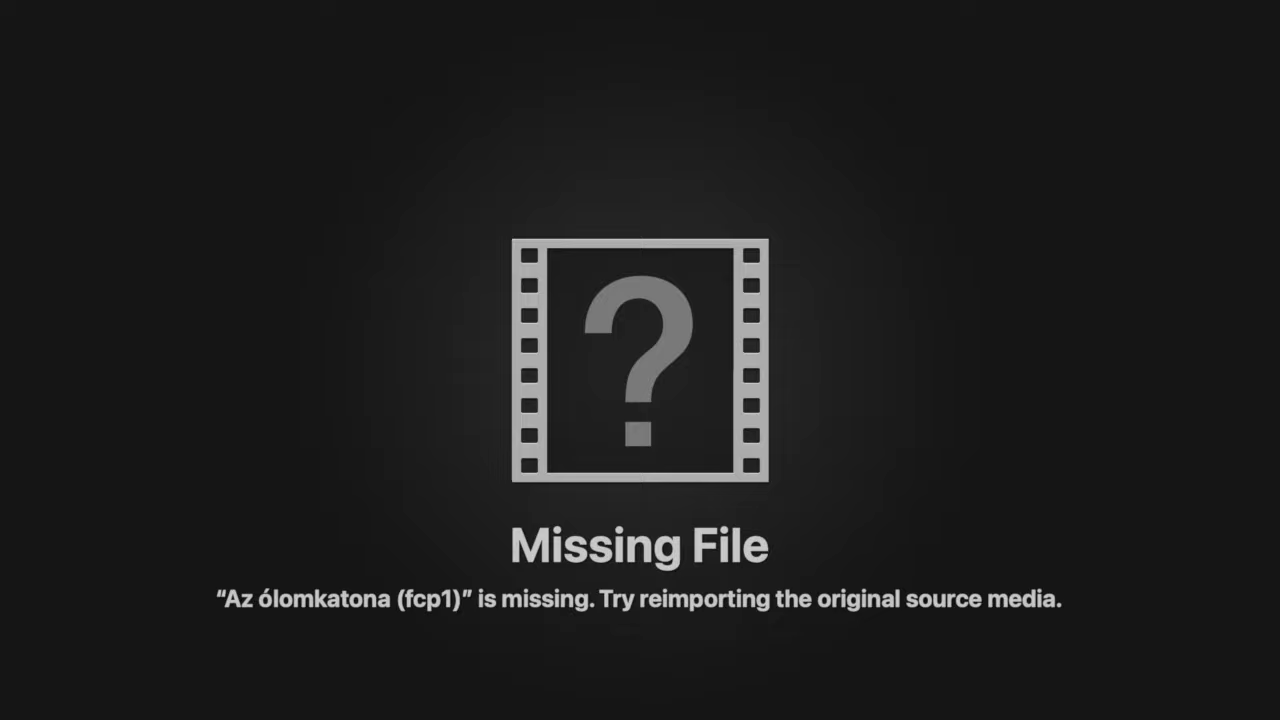 ?
Missing File
“Az ólomkatona (fcp1)” is missing. Try reimporting the original source media.